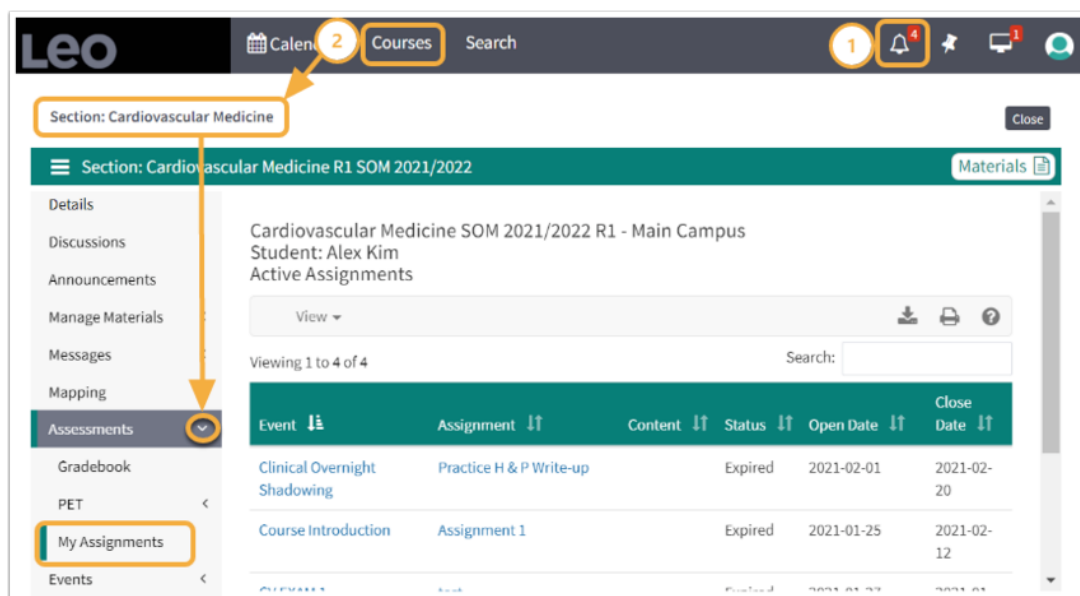 Leo
Calen
2
Courses
Search
1
4
1
Section: Cardiovascular Medicine
Close
Section: Cardiovascular Medicine R1 SOM 2021/2022
Materials
Details
Discussions
Announcements
Manage Materials
Messages
Mapping
Assessments
Gradebook
PET
My Assignments
Events
Cardiovascular Medicine SOM 2021/2022 R1 - Main Campus
Student: Alex Kim
Active Assignments
View
Viewing 1 to 4 of 4
Search:
Event Assignment Content Status Open Date Close
Date
Clinical Overnight Practice H & P Write-up Expired 2021-02-01 2021-02-
Shadowing 20
Course Introduction Assignment 1 Expired 2021-01-25 2021-02-
12